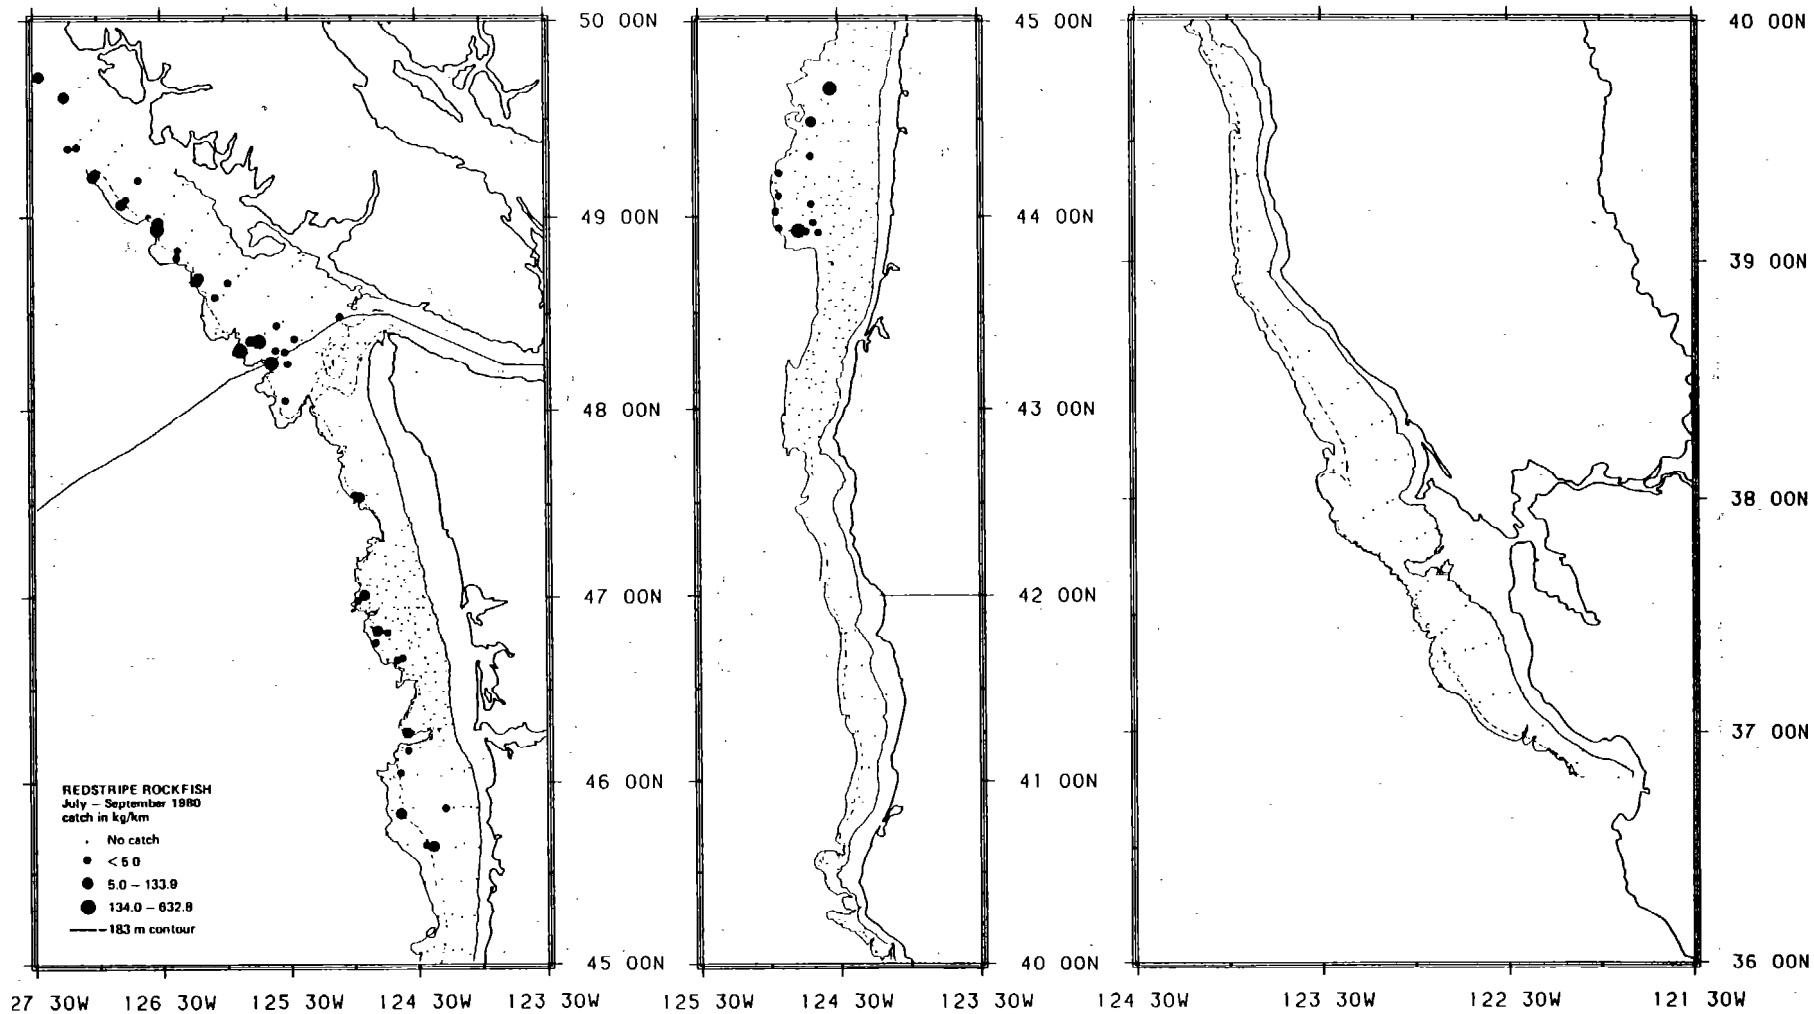 50 00N
49 00N
48 00N
47 00N
46 00N
45 00N
REDSTRIPE ROCKFISH
July – September 1980
catch in kg/km
No catch
< 5 0
5.0 – 133.9
134.0 – 632.8
183 m contour
27 30W 126 30W 125 30W 124 30W 123 30W
45 00N
44 00N
43 00N
42 00N
41 00N
40 00N
125 30W 124 30W 123 30W
40 00N
39 00N
38 00N
37 00N
36 00N
124 30W 123 30W 122 30W 121 30W